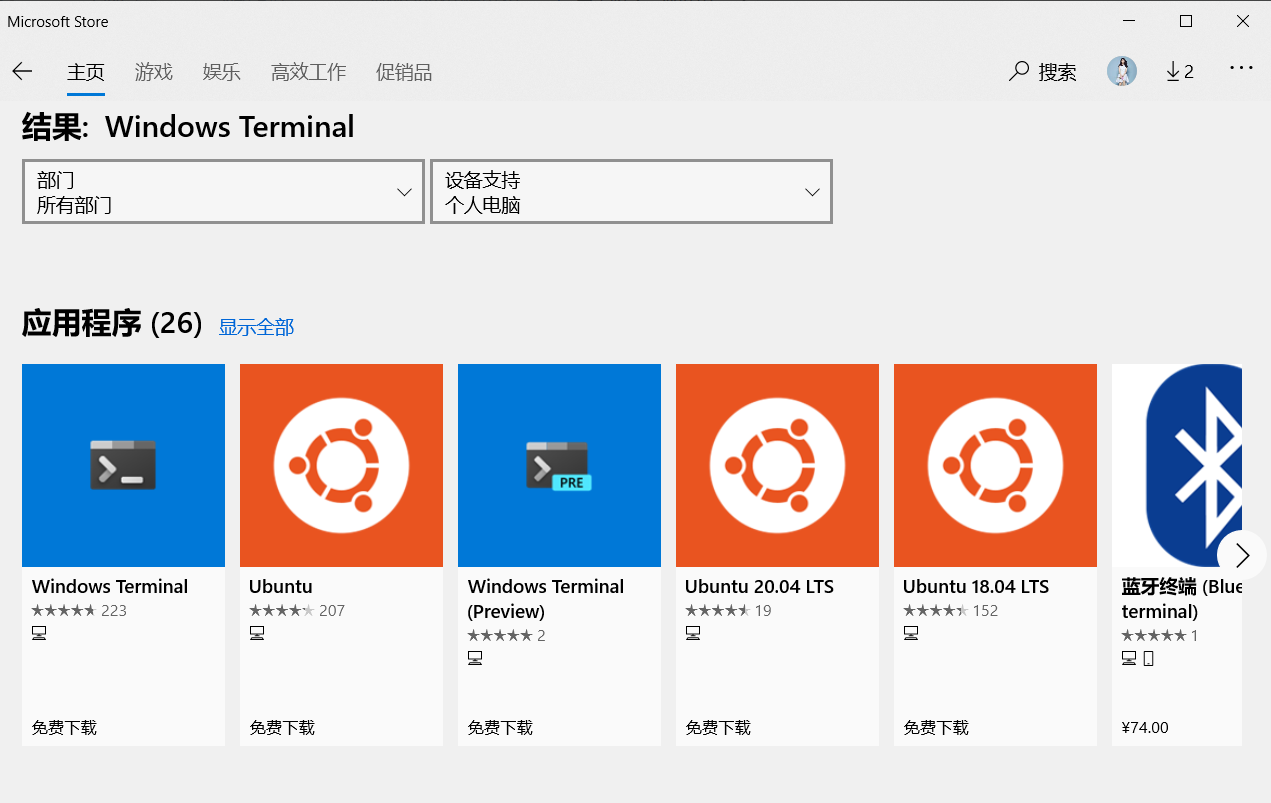 Microsoft Store
主页 游戏 娱乐 高效工作 促销品 搜索 2
结果: Windows Terminal
部门
所有部门
设备支持
个人电脑
应用程序 (26) 显示全部
PRE
Windows Terminal
223
免费下载
Ubuntu
207
免费下载
Windows Terminal
(Preview)
2
免费下载
Ubuntu 20.04 LTS
19
免费下载
Ubuntu 18.04 LTS
152
免费下载
蓝牙终端 (Blue
terminal)
1
¥74.00